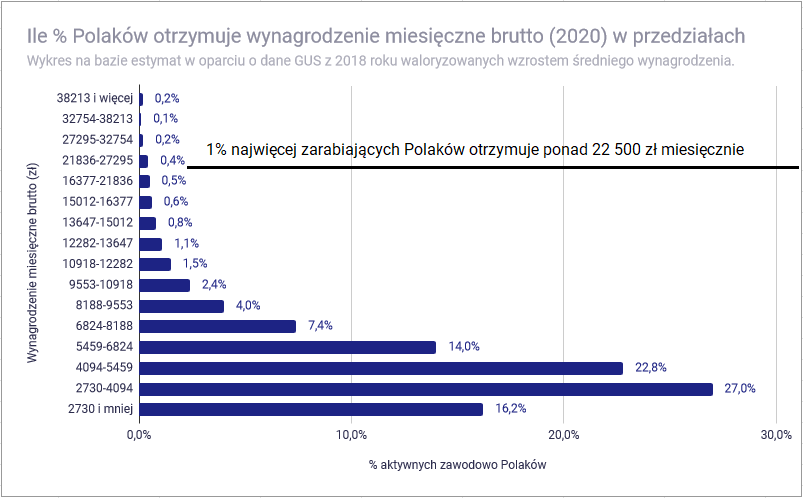 Ile % Polaków otrzymuje wynagrodzenie miesięczne brutto (2020) w przedziałach
Wykres na bazie estymat w oparciu o dane GUS z 2018 roku waloryzowanych wzrostem średniego wynagrodzenia.
Wynagrodzenie miesięczne brutto (zł)
38213 i więcej 0,2%
32754-38213 0,1%
27295-32754 0,2%
1% najwięcej zarabiających Polaków otrzymuje ponad 22 500 zł miesięcznie
21836-27295 0,4%
16377-21836 0,5%
15012-16377 0,6%
13647-15012 0,8%
12282-13647 1,1%
10918-12282 1,5%
9553-10918 2,4%
8188-9553 4,0%
6824-8188 7,4%
5459-6824 14,0%
4094-5459 22,8%
2730-4094 27,0%
2730 i mniej 16,2%
0,0% 10,0% 20,0% 30,0%
% aktywnych zawodowo Polaków